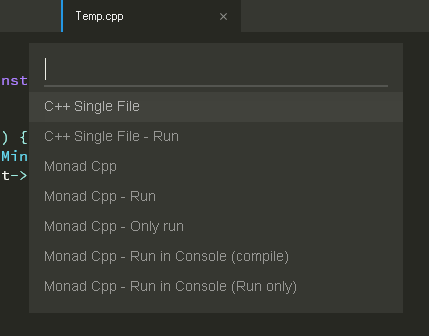 Temp.cpp ×
nst
C++ Single File
) {
C++ Single File - Run
Min
Monad Cpp
t->
Monad Cpp - Run
Monad Cpp - Only run
Monad Cpp - Run in Console (compile)
Monad Cpp - Run in Console (Run only)